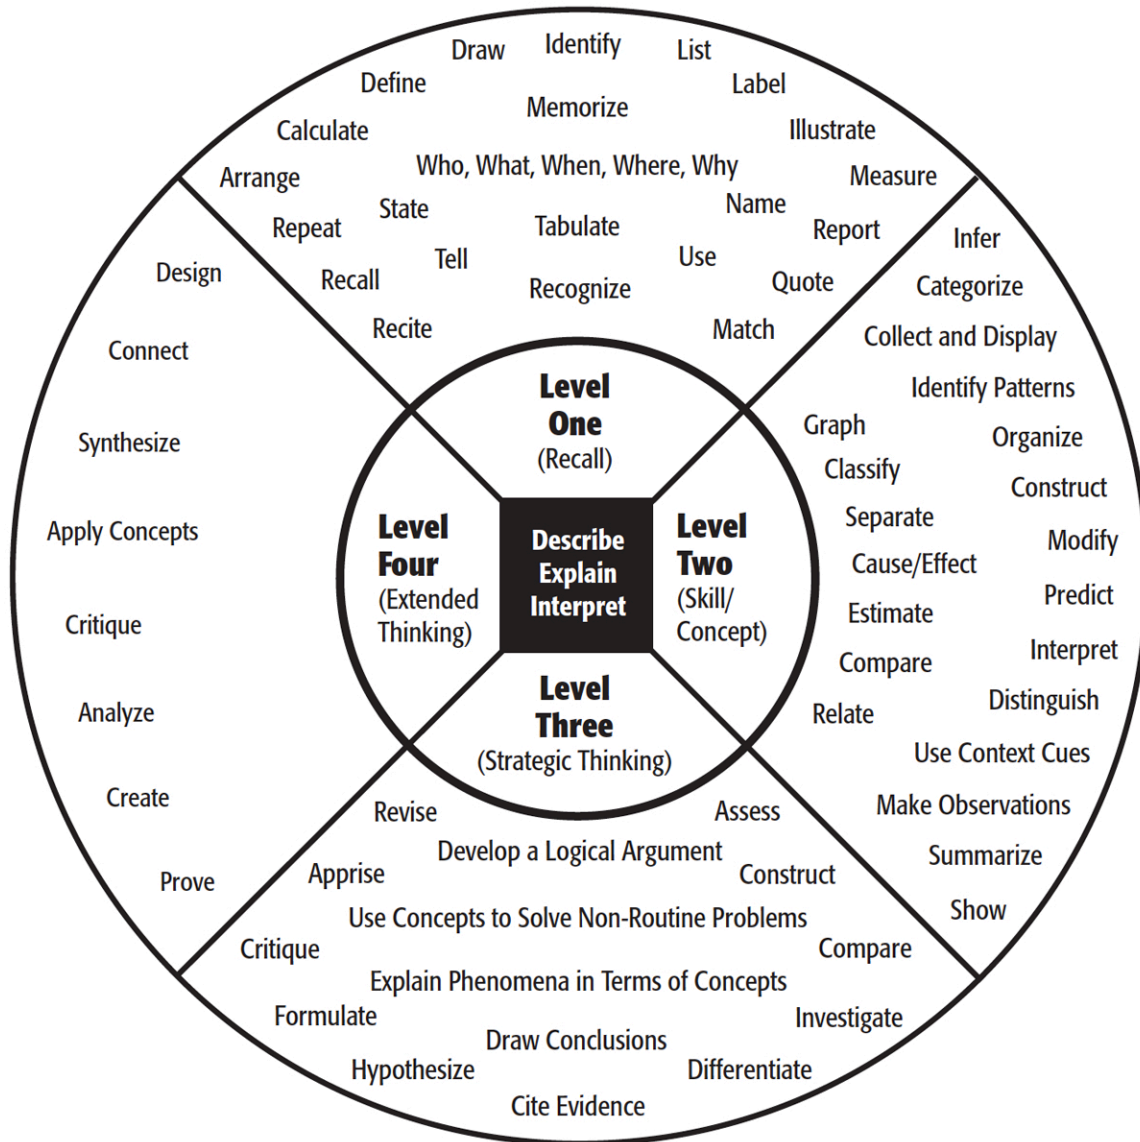 Draw
Identify
List
Define
Label
Memorize
Calculate
Illustrate
Who, What, When, Where, Why
Arrange
Measure
State
Name
Repeat
Tabulate
Report
Tell
Use
Recall
Recognize
Quote
Recite
Match
Level
One
(Recall)
Infer
Categorize
Collect and Display
Identify Patterns
Graph
Organize
Classify
Construct
Separate
Modify
Cause/Effect
Predict
Estimate
Interpret
Compare
Distinguish
Relate
Use Context Cues
Make Observations
Summarize
Show
Level
Two
(Skill/
Concept)
Describe
Explain
Interpret
Level
Three
(Strategic Thinking)
Revise
Assess
Develop a Logical Argument
Apprise
Construct
Use Concepts to Solve Non-Routine Problems
Critique
Compare
Explain Phenomena in Terms of Concepts
Formulate
Investigate
Draw Conclusions
Hypothesize
Differentiate
Cite Evidence
Level
Four
(Extended
Thinking)
Design
Connect
Synthesize
Apply Concepts
Critique
Analyze
Create
Prove